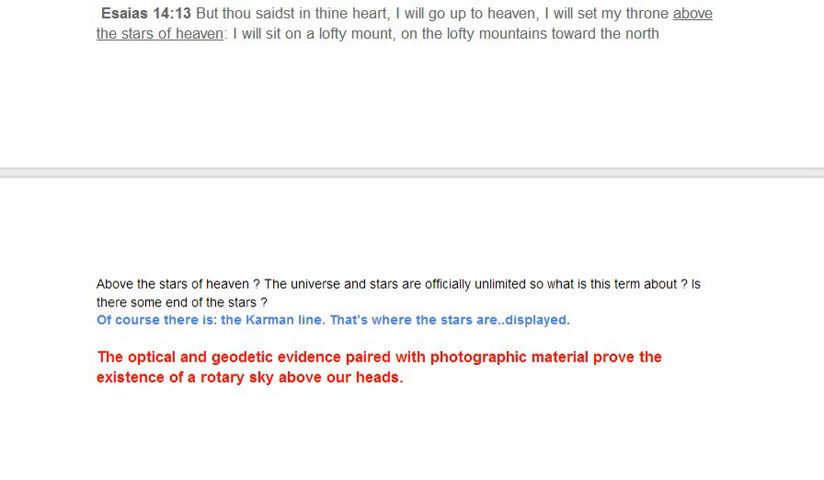 Esaias 14:13 But thou saidst in thine heart, I will go up to heaven, I will set my throne above
the stars of heaven: I will sit on a lofty mount, on the lofty mountains toward the north
Above the stars of heaven ? The universe and stars are officially unlimited so what is this term about ? Is
there some end of the stars ?
Of course there is: the Karman line. That's where the stars are..displayed.
The optical and geodetic evidence paired with photographic material prove the
existence of a rotary sky above our heads.